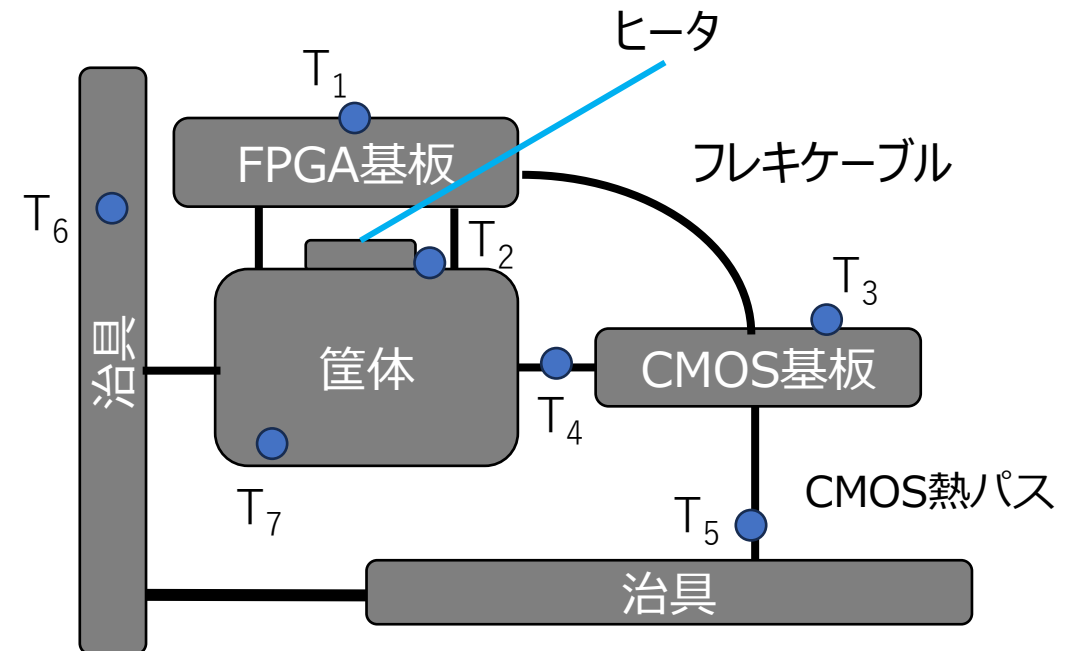 ヒータ
T1
FPGA基板
フレキケーブル
T6
T2
T3
治具
筐体
CMOS基板
T4
T7
T5
CMOS熱パス
治具